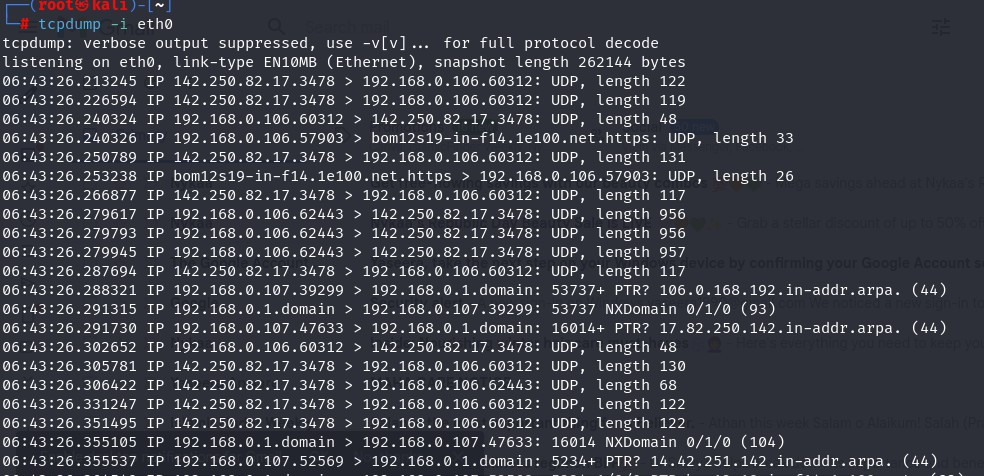 (root㉿kali)-[~]
# tcpdump -i eth0
tcpdump: verbose output suppressed, use -v[v]... for full protocol decode
listening on eth0, link-type EN10MB (Ethernet), snapshot length 262144 bytes
06:43:26.213245 IP 142.250.82.17.3478 > 192.168.0.106.60312: UDP, length 122
06:43:26.226594 IP 142.250.82.17.3478 > 192.168.0.106.60312: UDP, length 119
06:43:26.240324 IP 192.168.0.106.60312 > 142.250.82.17.3478: UDP, length 48
06:43:26.240326 IP 192.168.0.106.57903 > bom12s19-in-f14.1e100.net.https: UDP, length 33
06:43:26.250789 IP 142.250.82.17.3478 > 192.168.0.106.60312: UDP, length 131
06:43:26.253238 IP bom12s19-in-f14.1e100.net.https > 192.168.0.106.57903: UDP, length 26
06:43:26.266877 IP 142.250.82.17.3478 > 192.168.0.106.60312: UDP, length 117
06:43:26.279617 IP 192.168.0.106.62443 > 142.250.82.17.3478: UDP, length 956
06:43:26.279793 IP 192.168.0.106.62443 > 142.250.82.17.3478: UDP, length 956
06:43:26.279945 IP 192.168.0.106.62443 > 142.250.82.17.3478: UDP, length 957
06:43:26.287694 IP 142.250.82.17.3478 > 192.168.0.106.60312: UDP, length 117
06:43:26.288321 IP 192.168.0.107.39299 > 192.168.0.1.domain: 53737+ PTR? 106.0.168.192.in-addr.arpa. (44)
06:43:26.291315 IP 192.168.0.1.domain > 192.168.0.107.39299: 53737 NXDomain 0/1/0 (93)
06:43:26.291730 IP 192.168.0.107.47633 > 192.168.0.1.domain: 16014+ PTR? 17.82.250.142.in-addr.arpa. (44)
06:43:26.302652 IP 192.168.0.106.60312 > 142.250.82.17.3478: UDP, length 48
06:43:26.305781 IP 142.250.82.17.3478 > 192.168.0.106.60312: UDP, length 130
06:43:26.306422 IP 142.250.82.17.3478 > 192.168.0.106.62443: UDP, length 68
06:43:26.331247 IP 142.250.82.17.3478 > 192.168.0.106.60312: UDP, length 122
06:43:26.351495 IP 142.250.82.17.3478 > 192.168.0.106.60312: UDP, length 122
06:43:26.355105 IP 192.168.0.1.domain > 192.168.0.107.47633: 16014 NXDomain 0/1/0 (104)
06:43:26.355537 IP 192.168.0.107.52569 > 192.168.0.1.domain: 5234+ PTR? 14.42.251.142.in-addr.arpa. (44)